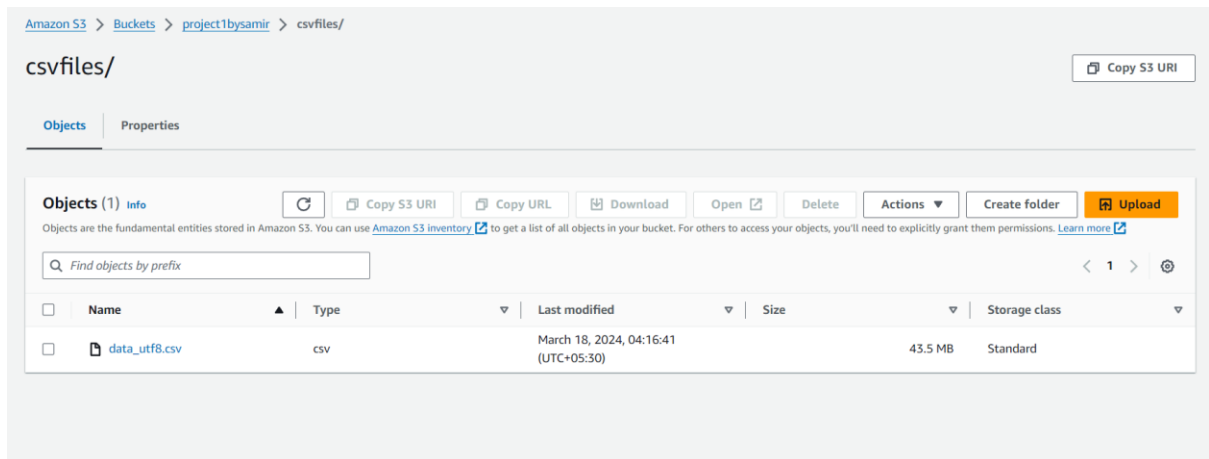 Amazon S3 > Buckets > project1bysamir > csvfiles/
csvfiles/
Copy S3 URI
Objects Properties
Objects (1) Info Copy S3 URI Copy URL Download Open Delete Actions Create folder Upload
Objects are the fundamental entities stored in Amazon S3. You can use Amazon S3 inventory to get a list of all objects in your bucket. For others to access your objects, you'll need to explicitly grant them permissions. Learn more
Find objects by prefix < 1 >
Name Type Last modified Size Storage class
data_utf8.csv csv March 18, 2024, 04:16:41 43.5 MB Standard
(UTC+05:30)